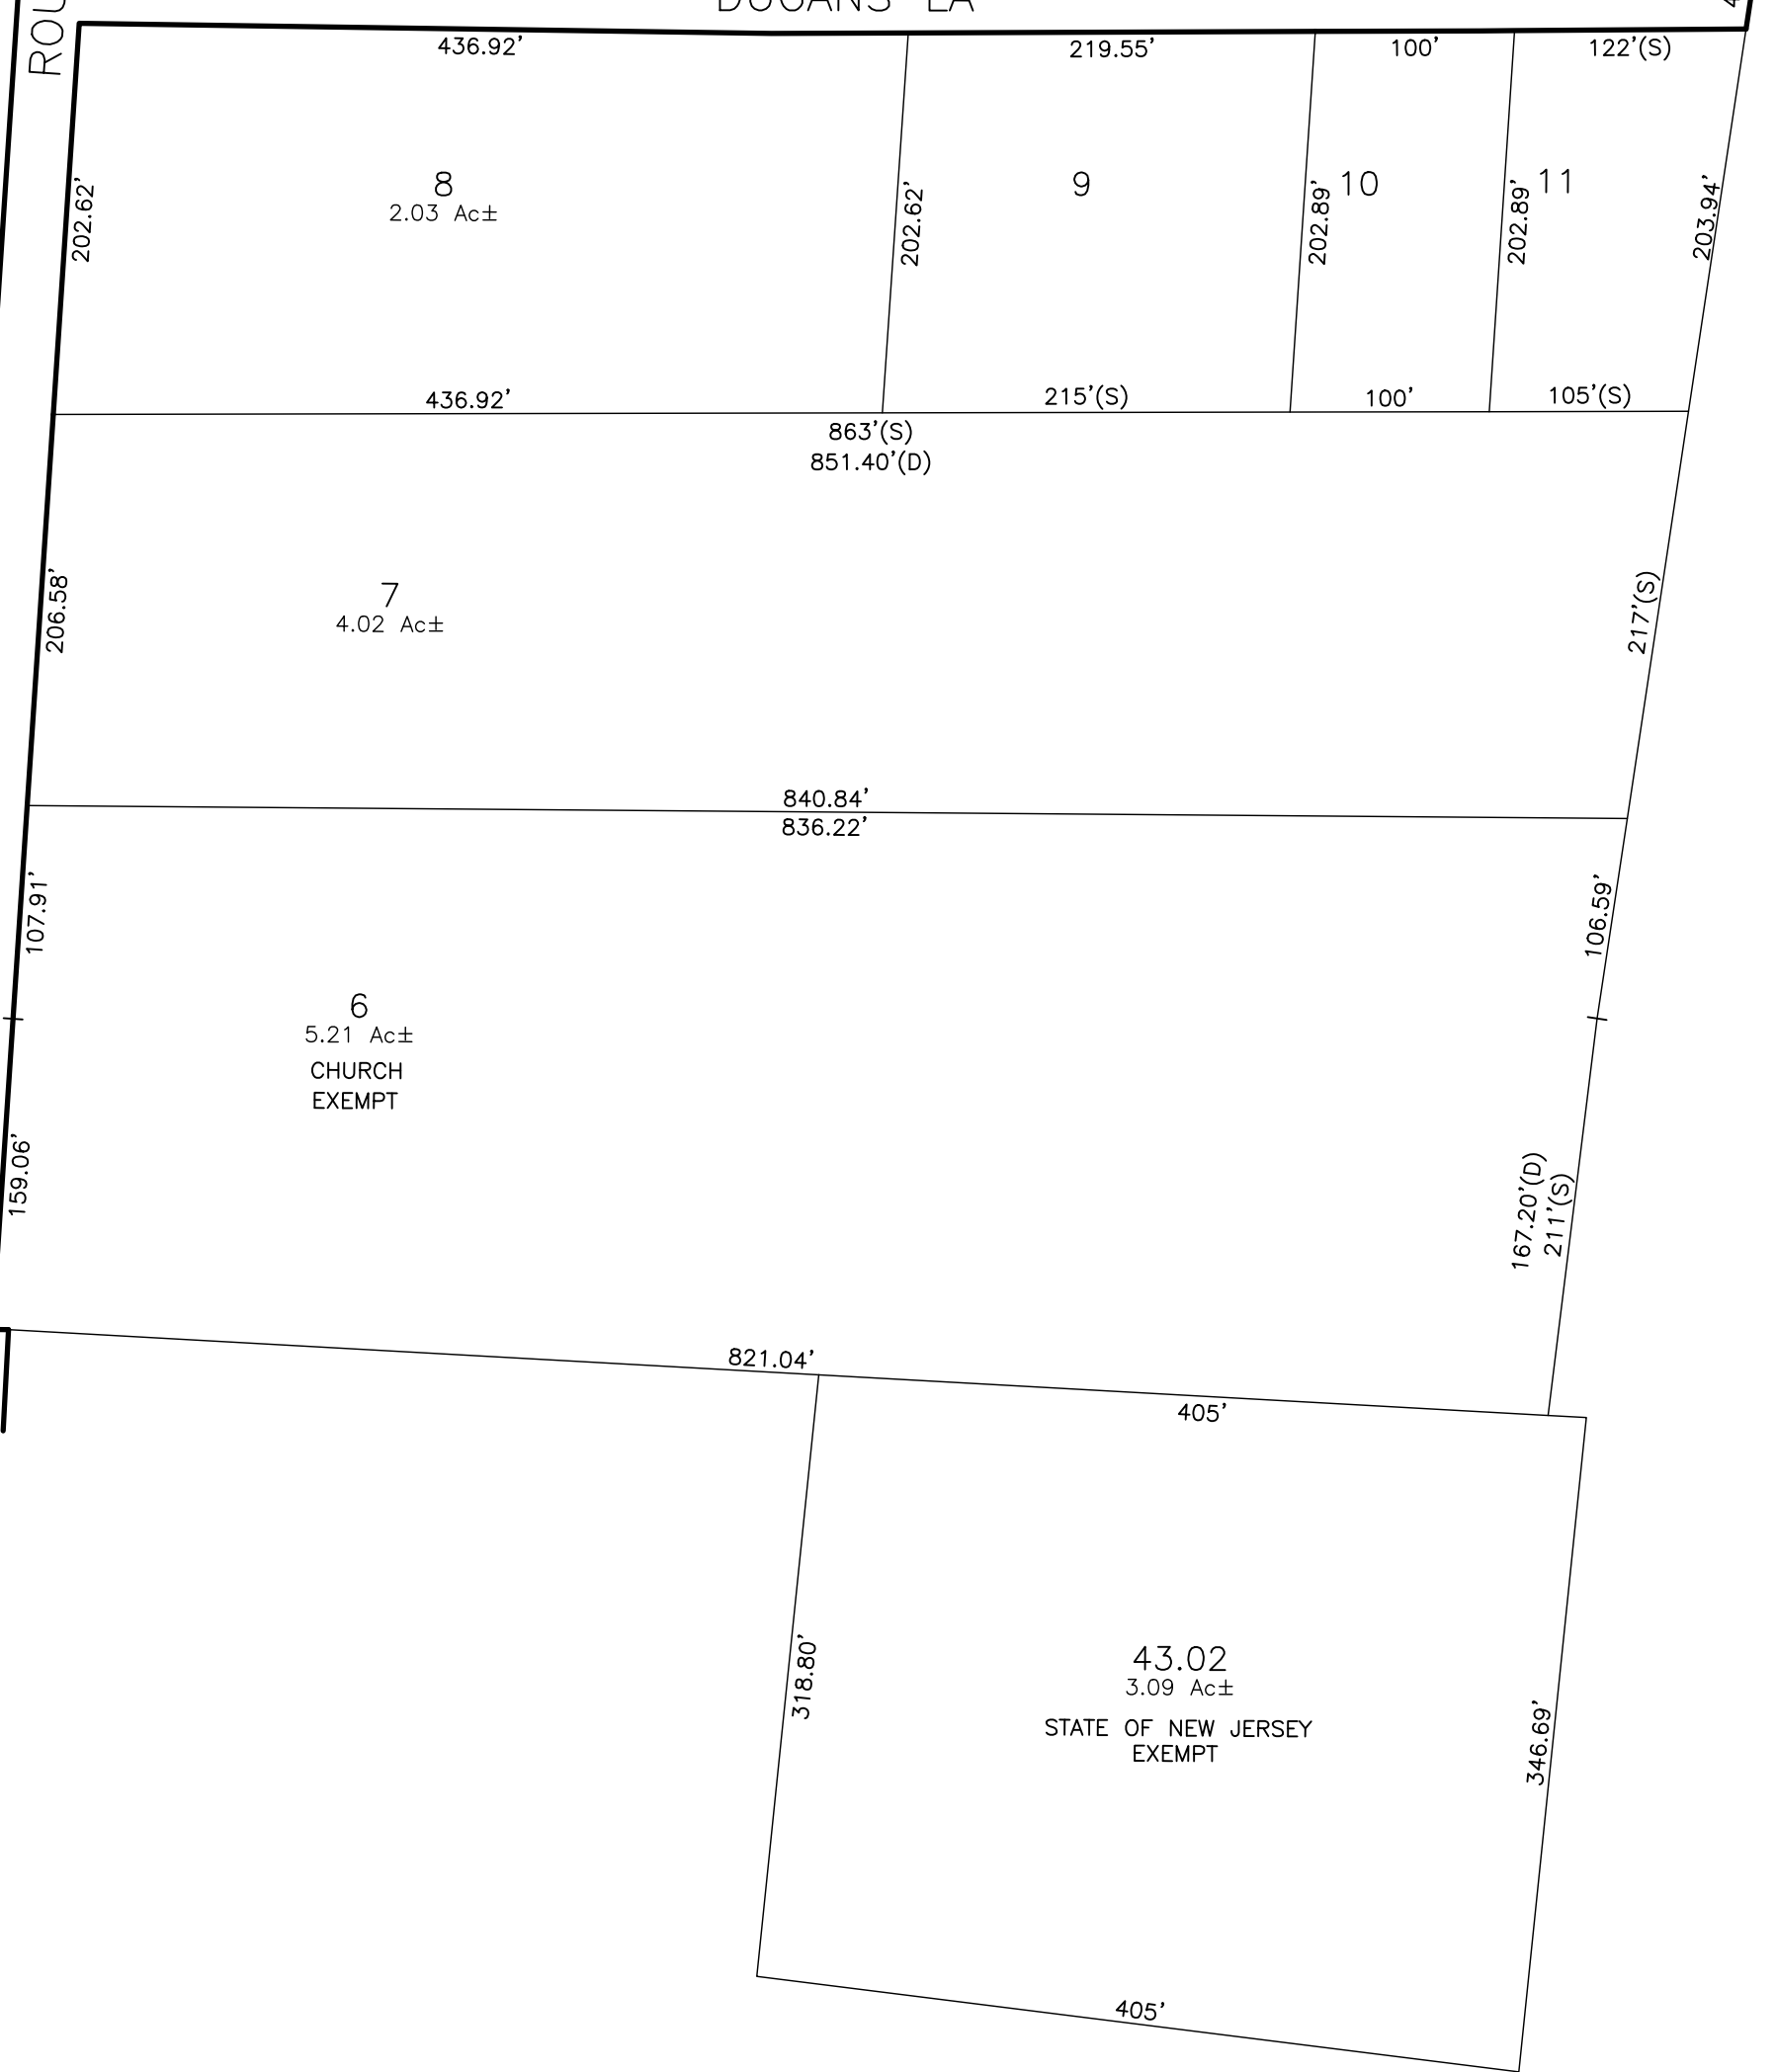 436.92'
219.55'
100'
122'(S)
202.62'
8
2.03 Ac±
202.62'
9
202.89'
10
202.89'
11
203.94'
436.92'
215'(S)
100'
105'(S)
863'(S)
851.40'(D)
206.58'
7
4.02 Ac±
217'(S)
840.84'
836.22'
107.91'
106.59'
6
5.21 Ac±
CHURCH
EXEMPT
159.06'
167.20'(D)
211'(S)
821.04'
405'
318.80'
43.02
3.09 Ac±
STATE OF NEW JERSEY
EXEMPT
346.69'
405'